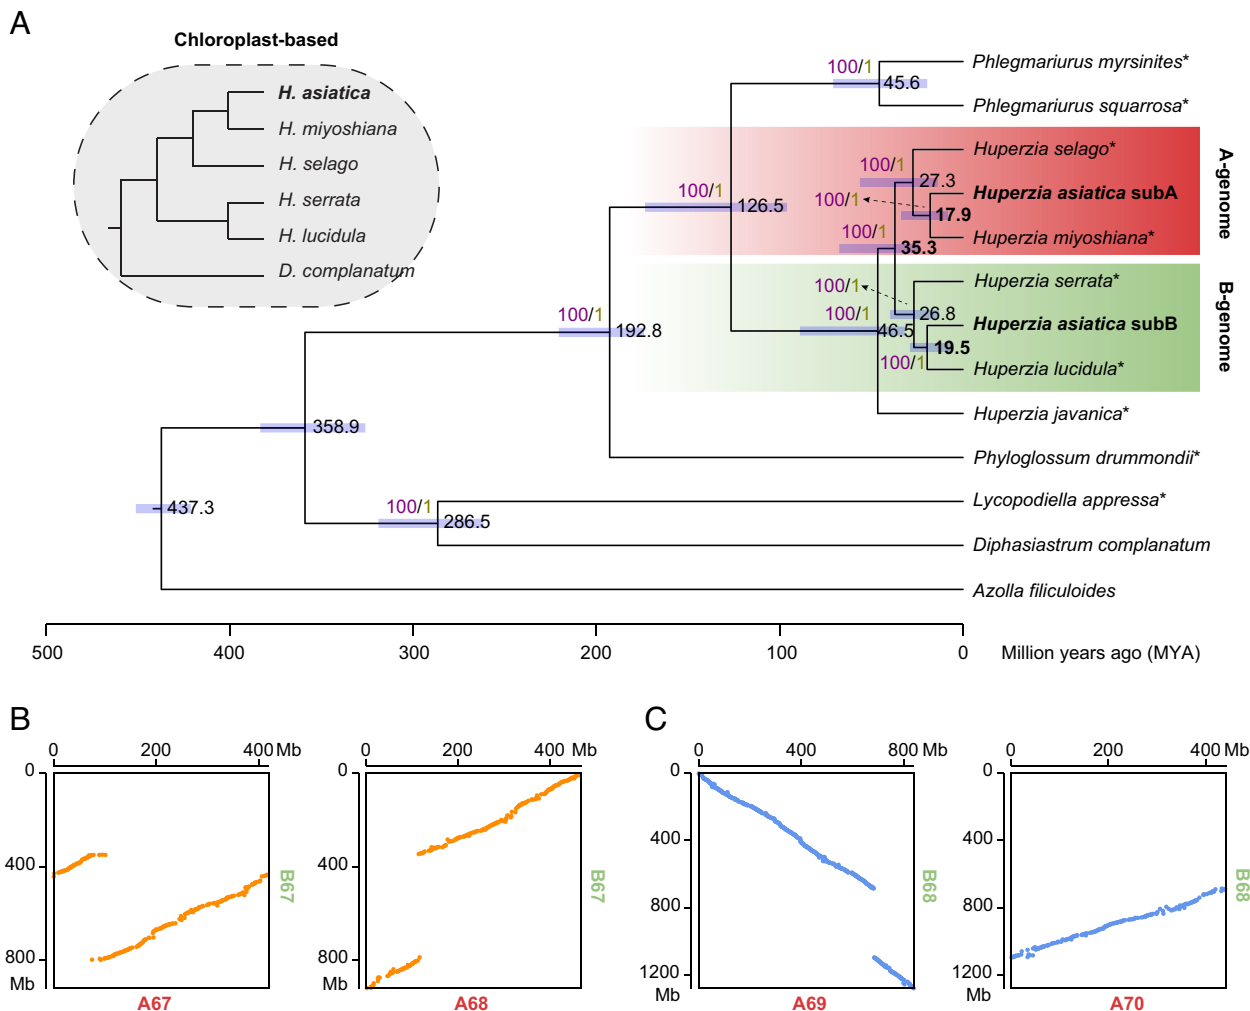 A
Chloroplast-based
H. asiatica
H. miyoshiana
H. selago
H. serrata
H. lucidula
D. complanatum
100/1
45.6
Phlegmariurus myrsinites*
Phlegmariurus squarrosa*
100/1
126.5
A-genome
100/1
27.3
Huperzia selago*
100/1
Huperzia asiatica subA
17.9
Huperzia miyoshiana*
100/1
35.3
B-genome
100/1
Huperzia serrata*
26.8
100/1
46.5
Huperzia asiatica subB
19.5
100/1
Huperzia lucidula*
Huperzia javanica*
100/1
192.8
Phyloglossum drummondii*
358.9
100/1
286.5
Lycopodiella appressa*
Diphasiastrum complanatum
437.3
Azolla filiculoides
500 400 300 200 100 0 Million years ago (MYA)
B
0 200 400 Mb
0
400
800
Mb
B67
A67
0 200 400
0
400
800
Mb
B67
A68
C
0 400 800 Mb
0
400
800
1200
Mb
B68
A69
0 200 400 Mb
0
400
800
1200
Mb
B68
A70